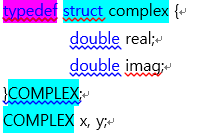 typedef struct complex {
double real;
double imag;
}COMPLEX;
COMPLEX x, y;